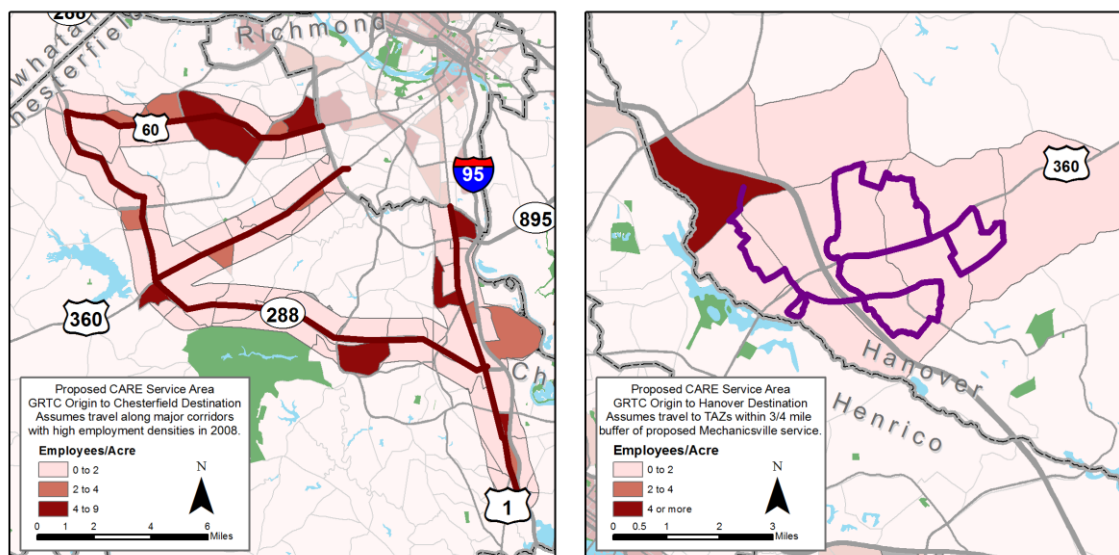 288
Richmond
whatan
hesterfield
60
95
895
360
288
Ch
1
Proposed CARE Service Area
GRTC Origin to Chesterfield Destination
Assumes travel along major corridors
with high employment densities in 2008.
Employees/Acre
0 to 2
2 to 4
4 to 9
N
0 1 2 4 6
Miles
360
Hanover
Henrico
Proposed CARE Service Area
GRTC Origin to Hanover Destination
Assumes travel to TAZs within 3/4 mile
buffer of proposed Mechanicsville service.
Employees/Acre
0 to 2
2 to 4
4 or more
N
0 0.5 1 2 3
Miles